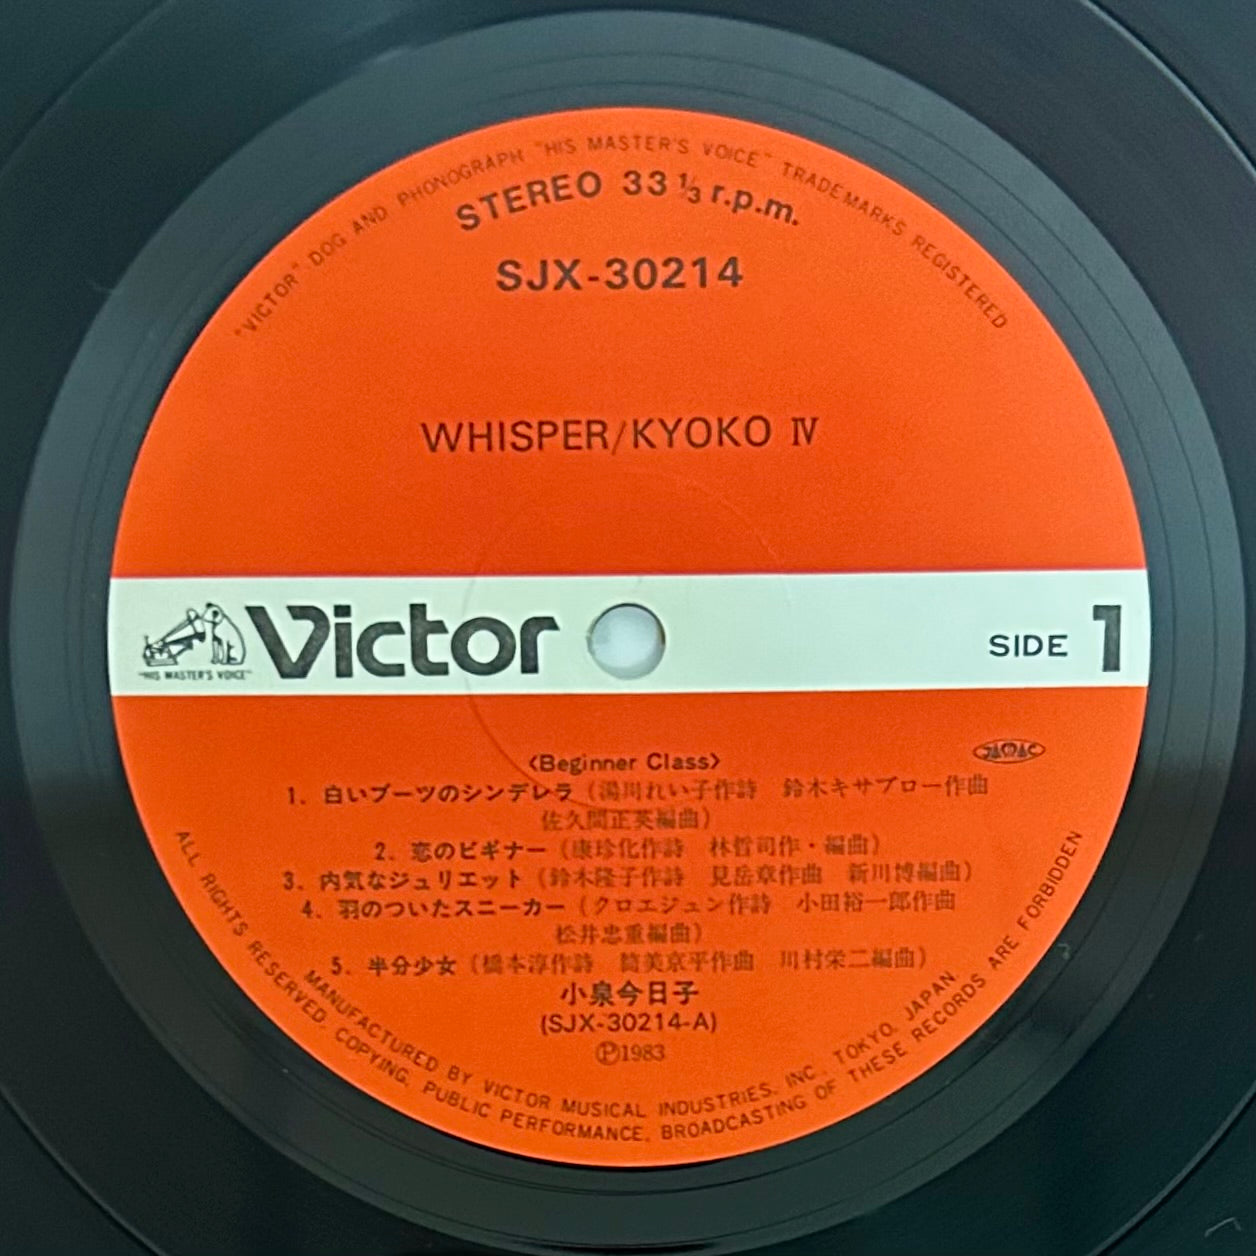 "VICTOR" DOG AND PHONOGRAPH "HIS MASTER'S VOICE" TRADEMARKS REGISTERED
STEREO 33 1/3 r.p.m.
SJX-30214
WHISPER/KYOKO Ⅳ
"HIS MASTER'S VOICE"
Victor
SIDE 1
JAMAC
〈Beginner Class〉
1. 白いブーツのシンデレラ（湯川れい子作詩 鈴木キサブロー作曲
佐久間正英編曲）
2. 恋のビギナー（康珍化作詩 林哲司作・編曲）
3. 内気なジュリエット（鈴木隆子作詩 見岳章作曲 新川博編曲）
4. 羽のついたスニーカー（クロエジュン作詩 小田裕一郎作曲
松井忠重編曲）
5. 半分少女（橋本淳作詩 筒美京平作曲 川村栄二編曲）
小泉今日子
(SJX-30214-A)
Ⓟ1983
MANUFACTURED BY VICTOR MUSICAL INDUSTRIES, INC., TOKYO, JAPAN.
ALL RIGHTS RESERVED. COPYING, PUBLIC PERFORMANCE, BROADCASTING OF THESE RECORDS ARE FORBIDDEN